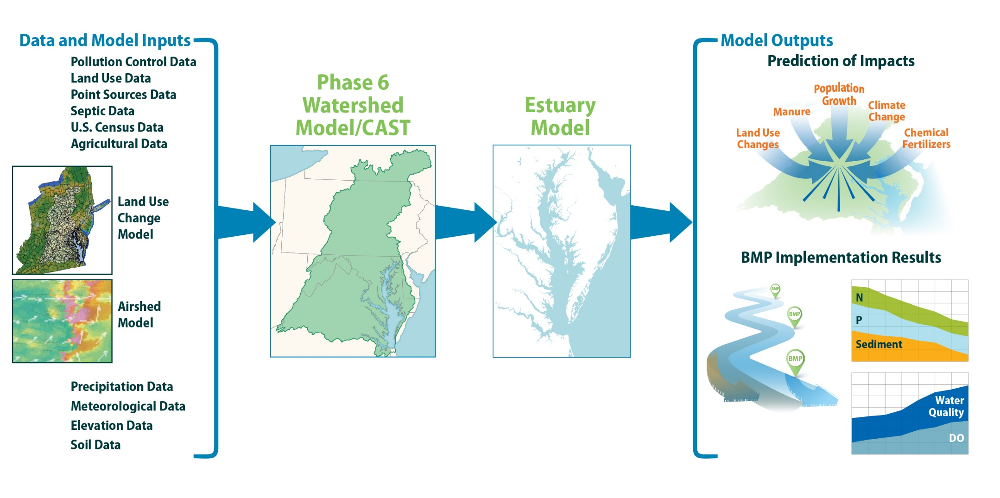 Data and Model Inputs
Pollution Control Data
Land Use Data
Point Sources Data
Septic Data
U.S. Census Data
Agricultural Data
Land Use
Change
Model
Airshed
Model
Precipitation Data
Meteorological Data
Elevation Data
Soil Data
Phase 6
Watershed
Model/CAST
Estuary
Model
Model Outputs
Prediction of Impacts
Population
Growth
Manure
Climate
Change
Land Use
Changes
Chemical
Fertilizers
BMP Implementation Results
BMP
BMP
BMP
N
P
Sediment
Water
Quality
DO